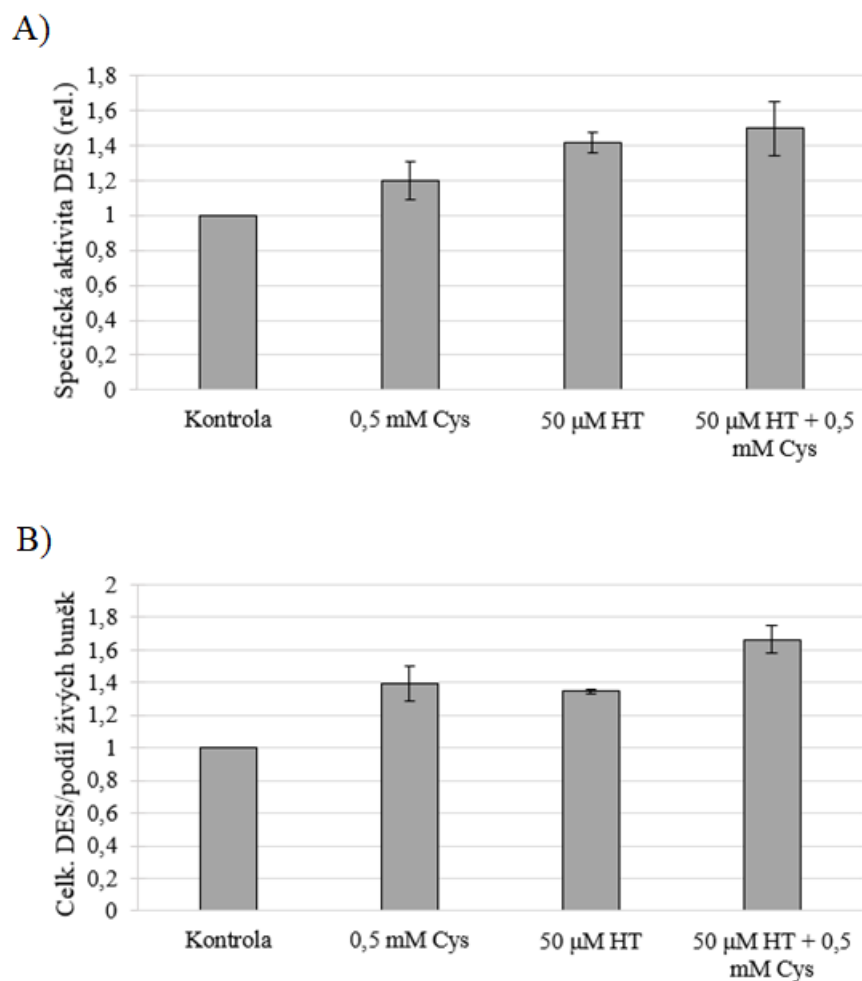 A)
Specifická aktivita DES (rel.)
1,8
1,6
1,4
1,2
1
0,8
0,6
0,4
0,2
0
Kontrola
0,5 mM Cys
50 µM HT
50 µM HT + 0,5
mM Cys
B)
Celk. DES/podíl živých buněk
2
1,8
1,6
1,4
1,2
1
0,8
0,6
0,4
0,2
0
Kontrola
0,5 mM Cys
50 µM HT
50 µM HT + 0,5
mM Cys